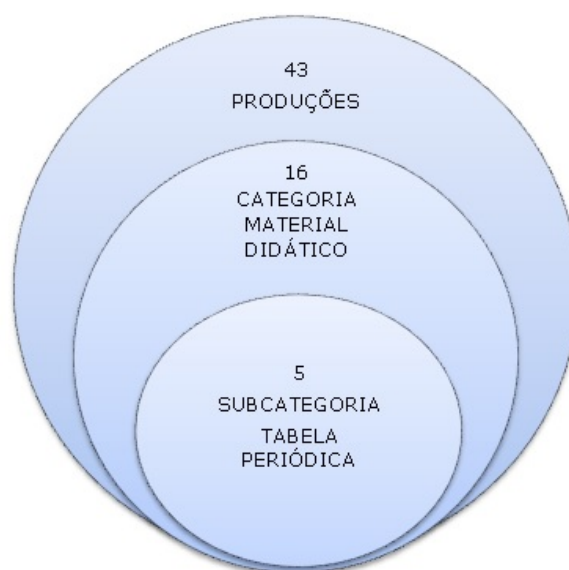 43
PRODUÇÕES
16
CATEGORIA
MATERIAL
DIDÁTICO
5
SUBCATEGORIA
TABELA
PERIÓDICA